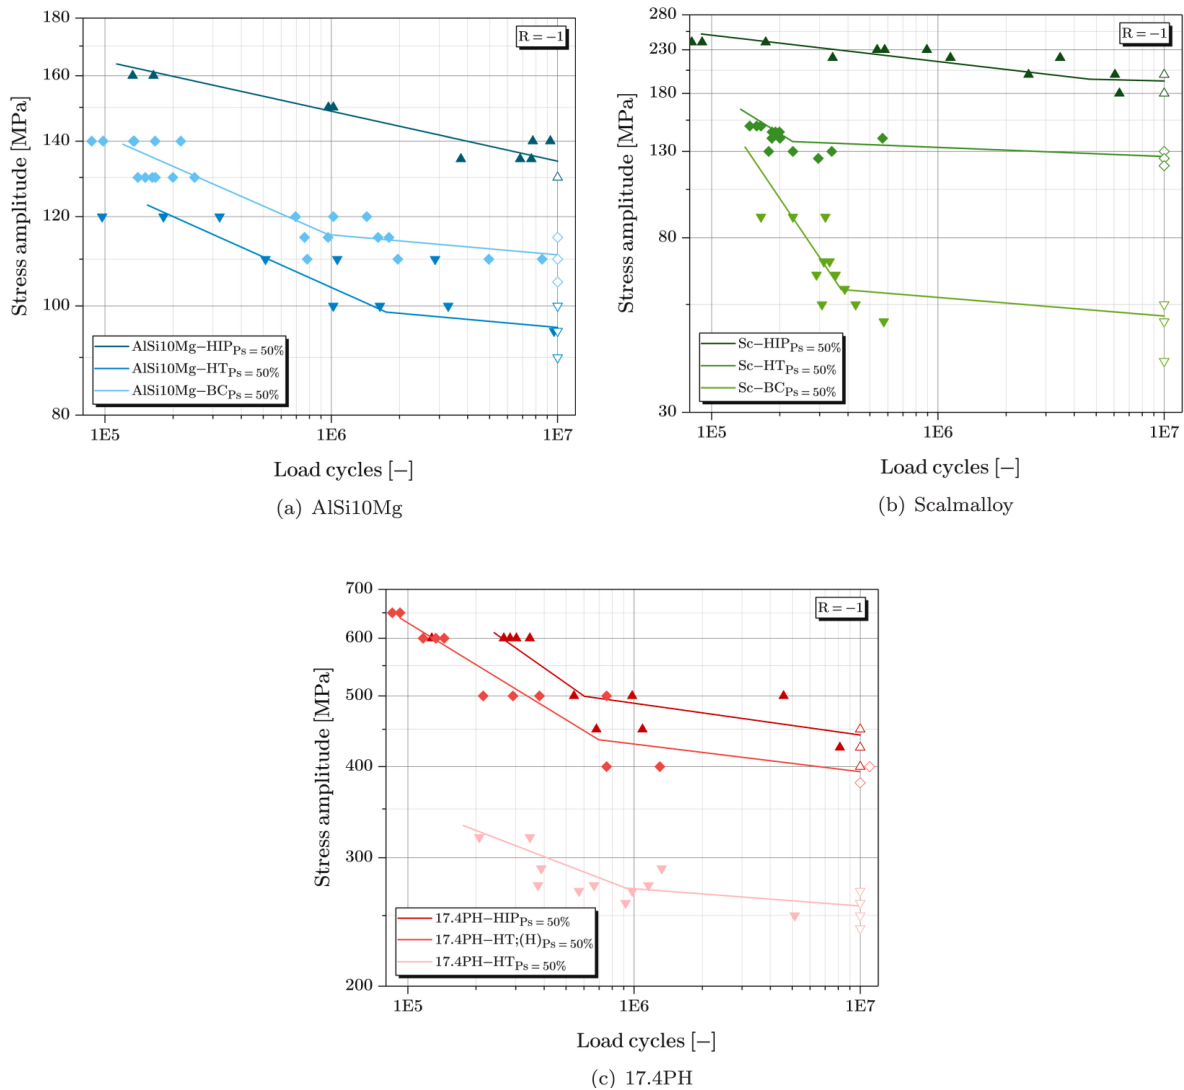 180
160
140
120
100
80
Stress amplitude [MPa]
R = −1
AlSi10Mg−HIPPs = 50%
AlSi10Mg−HTPs = 50%
AlSi10Mg−BCPs = 50%
1E5 1E6 1E7
Load cycles [−]
(a) AlSi10Mg
280
230
180
130
80
30
Stress amplitude [MPa]
R = −1
Sc−HIPPs = 50%
Sc−HTPs = 50%
Sc−BCPs = 50%
1E5 1E6 1E7
Load cycles [−]
(b) Scalmalloy
700
600
500
400
300
200
Stress amplitude [MPa]
R = −1
17.4PH−HIPPs = 50%
17.4PH−HT;(H)Ps = 50%
17.4PH−HTPs = 50%
1E5 1E6 1E7
Load cycles [−]
(c) 17.4PH